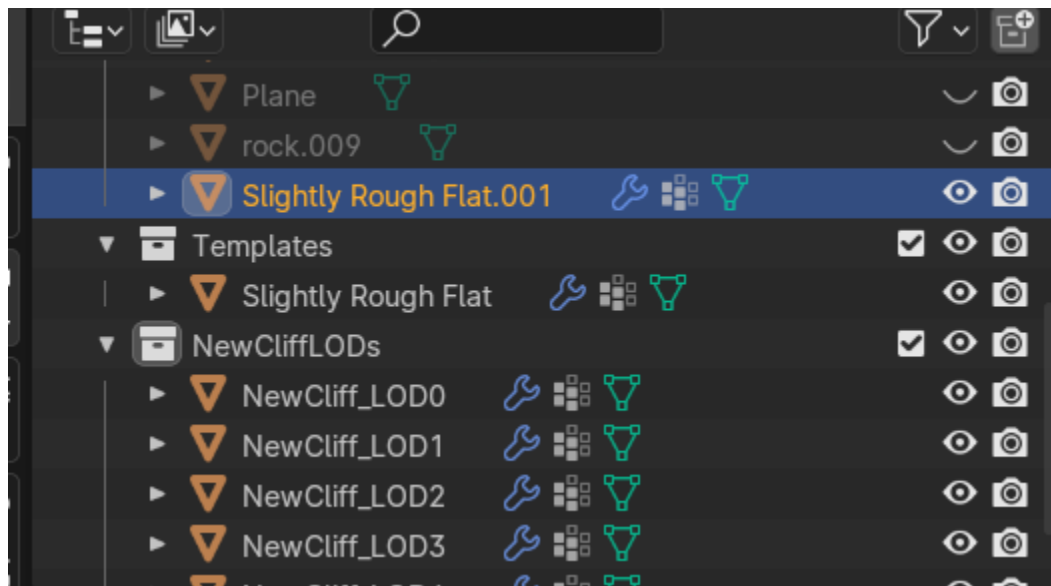 Plane
rock.009
Slightly Rough Flat.001
Templates
Slightly Rough Flat
NewCliffLODs
NewCliff_LOD0
NewCliff_LOD1
NewCliff_LOD2
NewCliff_LOD3